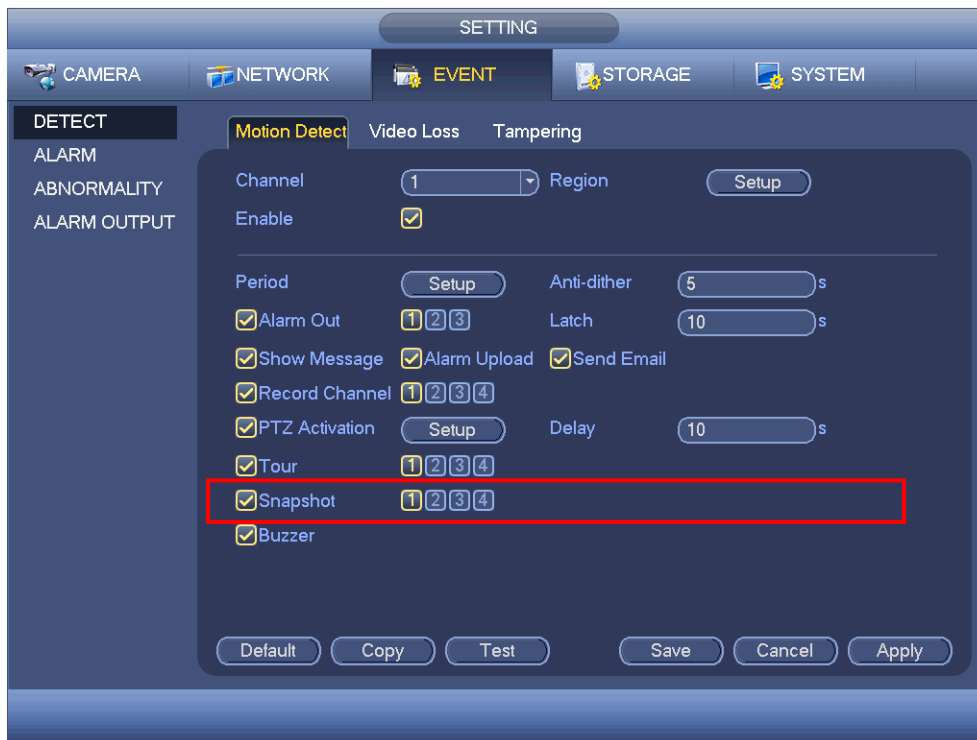 SETTING
CAMERA NETWORK EVENT STORAGE SYSTEM
DETECT
ALARM
ABNORMALITY
ALARM OUTPUT
Motion Detect Video Loss Tampering
Channel 1 Region Setup
Enable
Period Setup Anti-dither 5 s
Alarm Out 1 2 3 Latch 10 s
Show Message Alarm Upload Send Email
Record Channel 1 2 3 4
PTZ Activation Setup Delay 10 s
Tour 1 2 3 4
Snapshot 1 2 3 4
Buzzer
Default Copy Test Save Cancel Apply